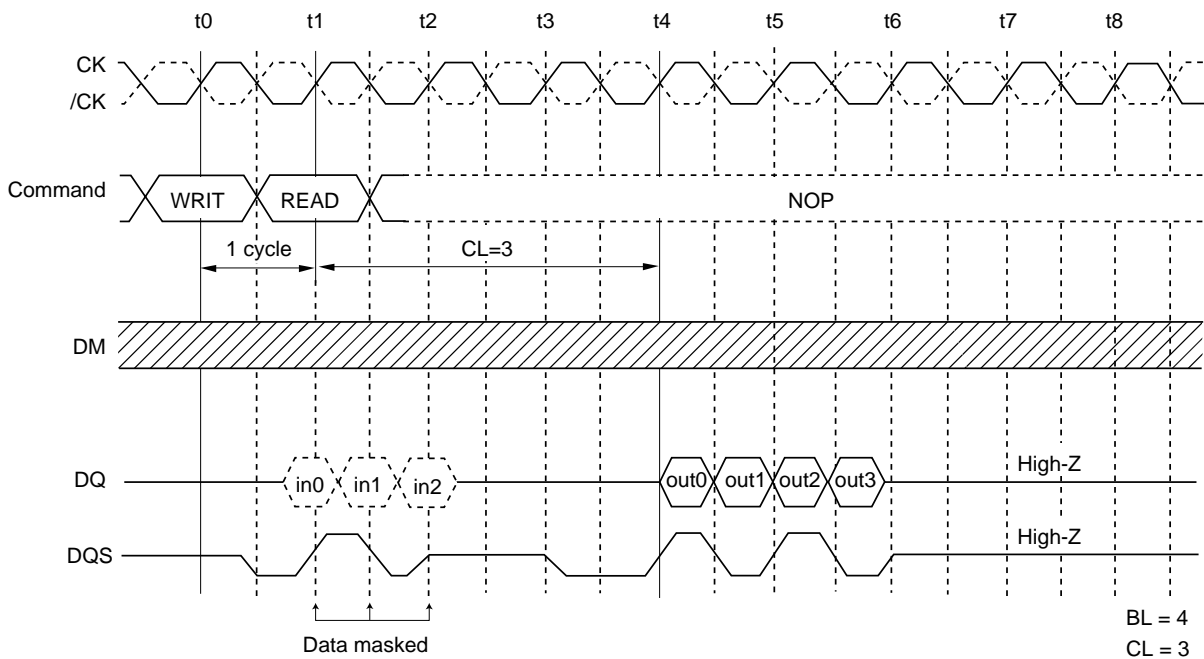 t0 t1 t2 t3 t4 t5 t6 t7 t8
CK
/CK
Command WRIT READ NOP
1 cycle CL=3
DM
DQ in0 in1 in2 out0 out1 out2 out3 High-Z
DQS High-Z
Data masked
BL = 4
CL = 3